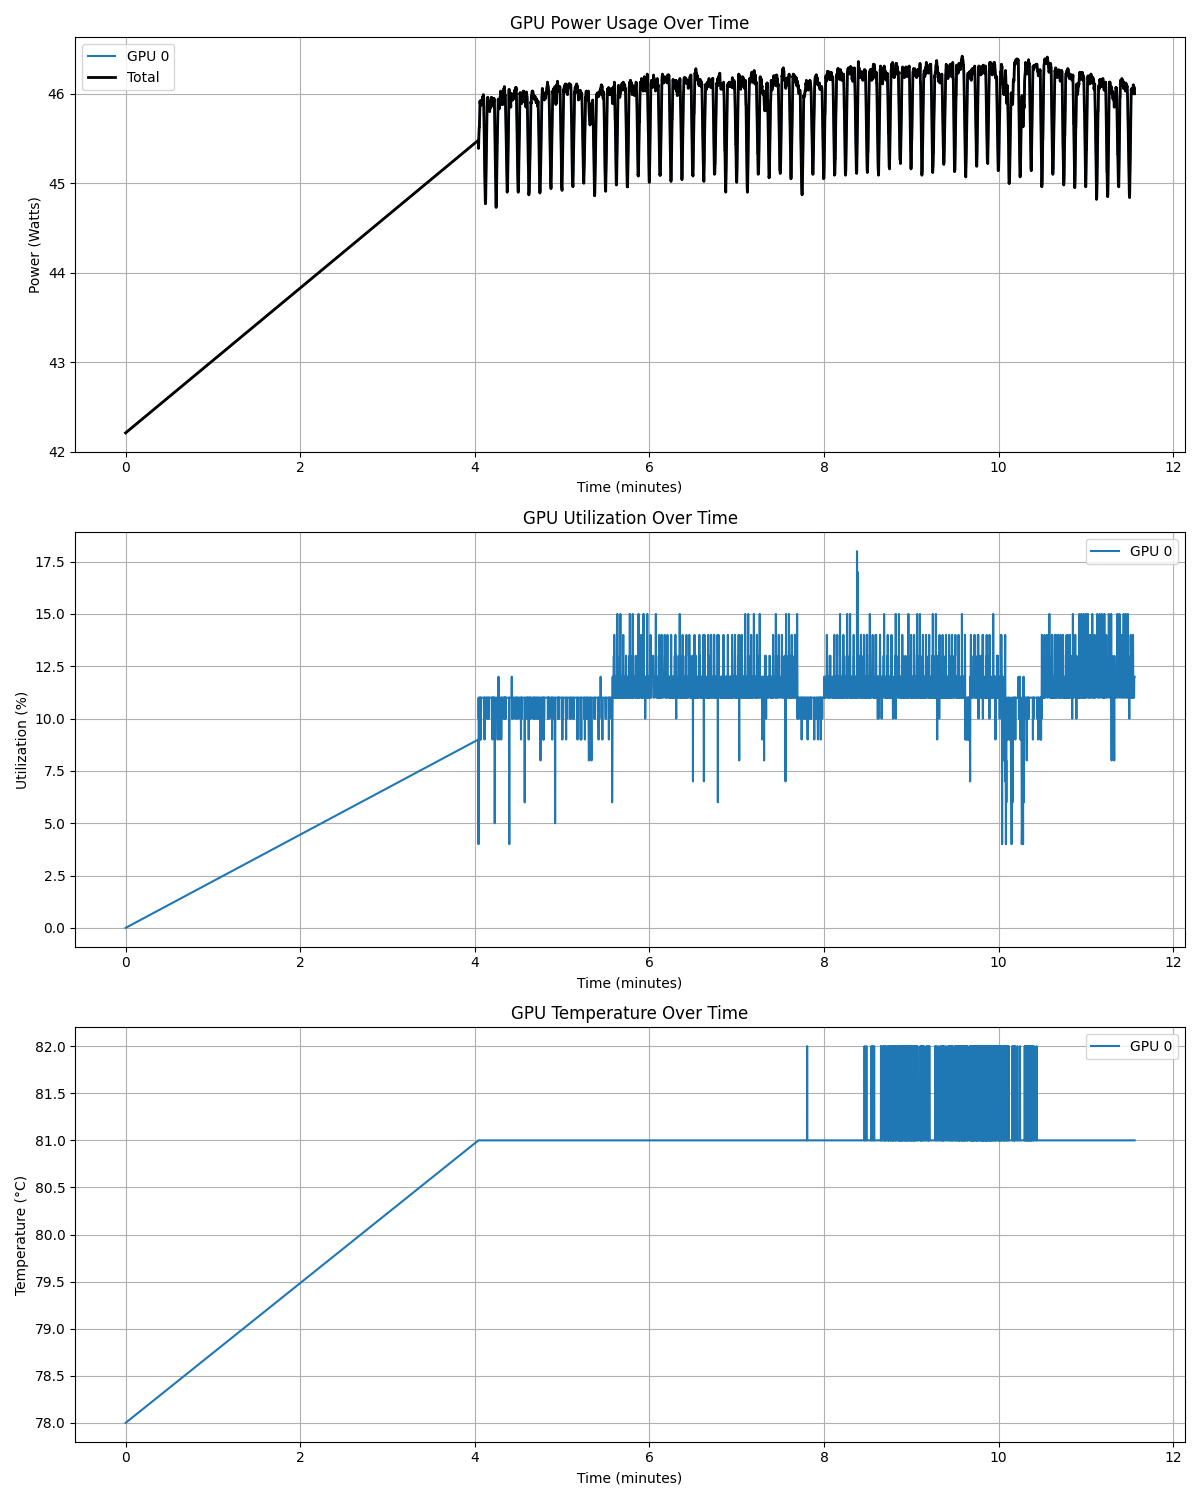 GPU Power Usage Over Time
GPU 0
Total
46
45
44
43
42
Power (Watts)
0 2 4 6 8 10 12
Time (minutes)
GPU Utilization Over Time
GPU 0
17.5
15.0
12.5
10.0
7.5
5.0
2.5
0.0
Utilization (%)
0 2 4 6 8 10 12
Time (minutes)
GPU Temperature Over Time
GPU 0
82.0
81.5
81.0
80.5
80.0
79.5
79.0
78.5
78.0
Temperature (°C)
0 2 4 6 8 10 12
Time (minutes)